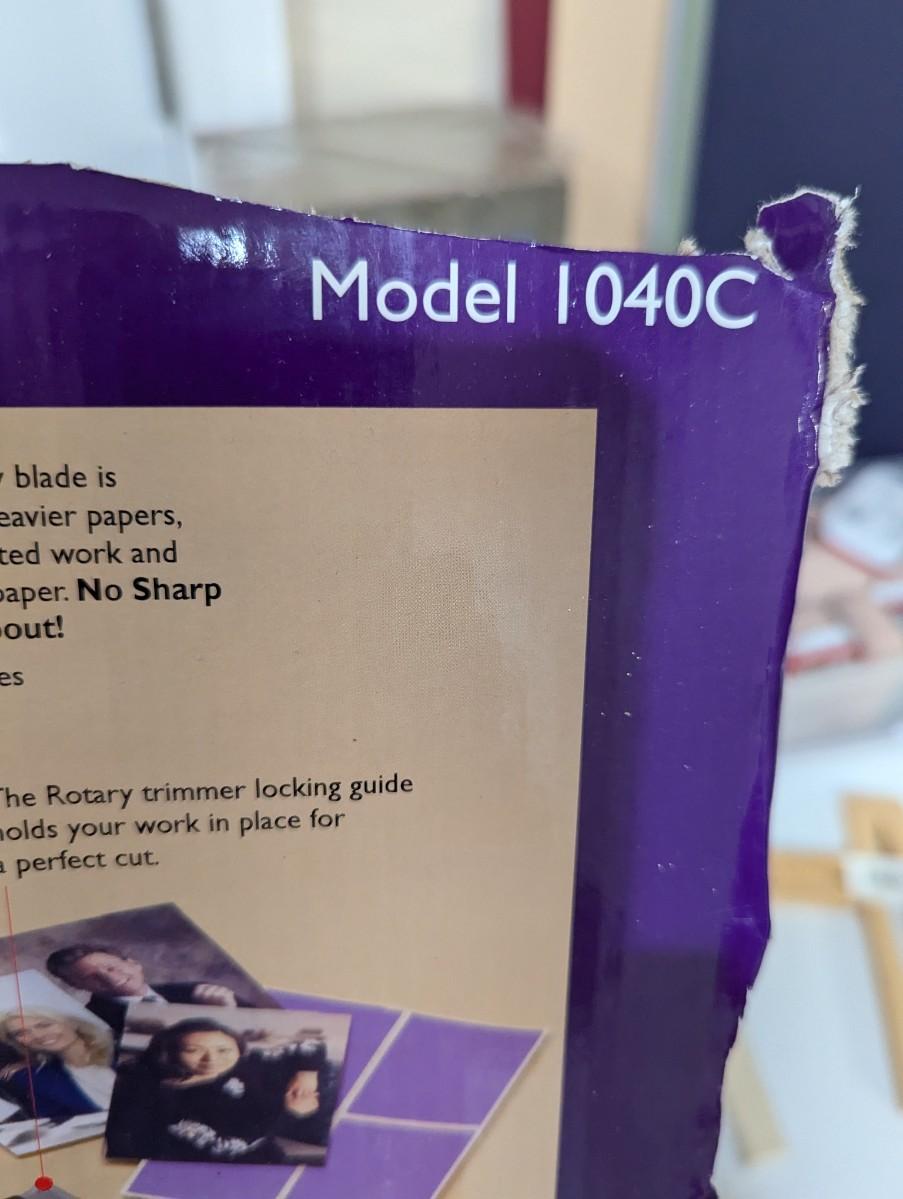 Model 1040C
blade is
eavier papers,
ted work and
paper. No Sharp
out!
es
The Rotary trimmer locking guide
holds your work in place for
a perfect cut.